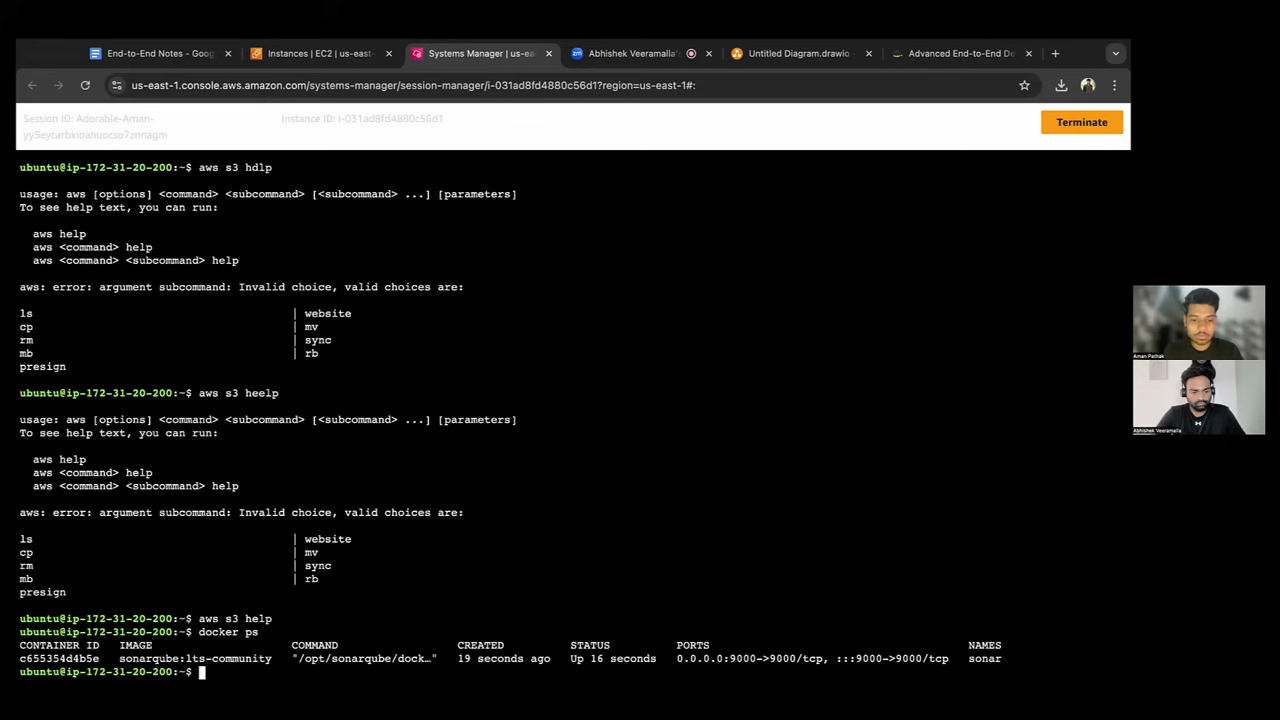 End-to-End Notes - Goog
Instances | EC2 | us-east-
Systems Manager | us-ea
Abhishek Veeramalla's
Untitled Diagram.drawio -
Advanced End-to-End De
us-east-1.console.aws.amazon.com/systems-manager/session-manager/i-031ad8fd4880c56d1?region=us-east-1#:
Session ID: Adorable-Aman-
yy5eycarbkioahuocso7znnagm
Instance ID: i-031ad8fd4880c56d1
Terminate
ubuntu@ip-172-31-20-200:~$ aws s3 hdlp
usage: aws [options] <command> <subcommand> [<subcommand> ...] [parameters]
To see help text, you can run:
aws help
aws <command> help
aws <command> <subcommand> help
aws: error: argument subcommand: Invalid choice, valid choices are:
ls | website
cp | mv
rm | sync
mb | rb
presign
ubuntu@ip-172-31-20-200:~$ aws s3 heelp
usage: aws [options] <command> <subcommand> [<subcommand> ...] [parameters]
To see help text, you can run:
aws help
aws <command> help
aws <command> <subcommand> help
aws: error: argument subcommand: Invalid choice, valid choices are:
ls | website
cp | mv
rm | sync
mb | rb
presign
ubuntu@ip-172-31-20-200:~$ aws s3 help
ubuntu@ip-172-31-20-200:~$ docker ps
CONTAINER ID IMAGE COMMAND CREATED STATUS PORTS NAMES
c655354d4b5e sonarqube:lts-community "/opt/sonarqube/dock…" 19 seconds ago Up 16 seconds 0.0.0.0:9000->9000/tcp, :::9000->9000/tcp sonar
ubuntu@ip-172-31-20-200:~$
Aman Pathak
Abhishek Veeramalla